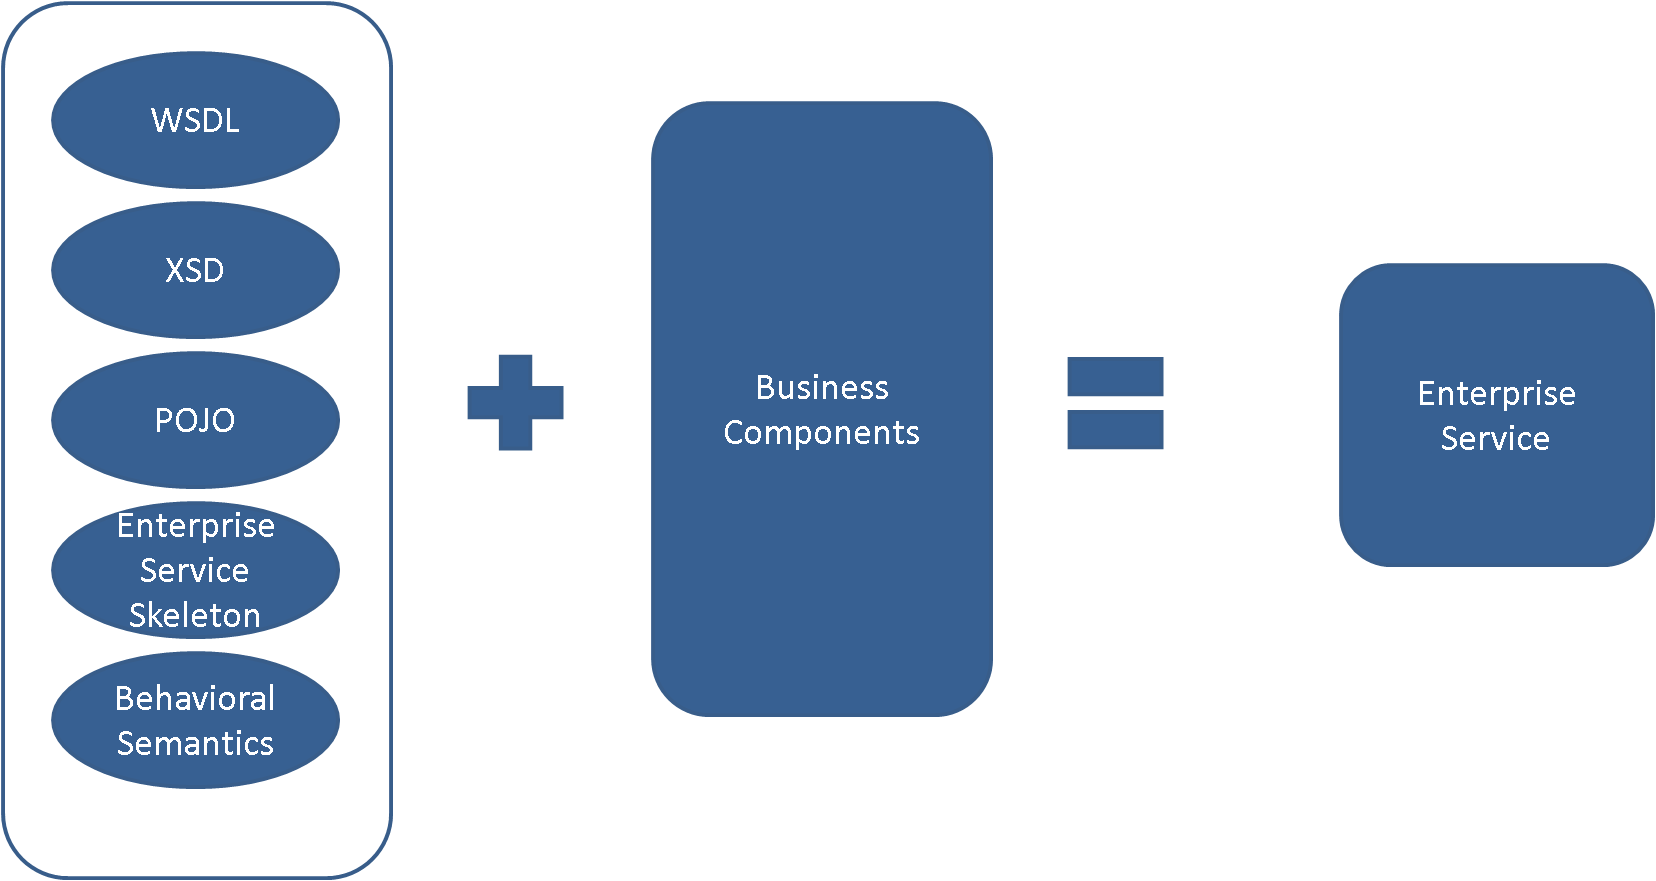 WSDL
XSD
POJO
Enterprise
Service
Skeleton
Behavioral
Semantics
Business
Components
Enterprise
Service